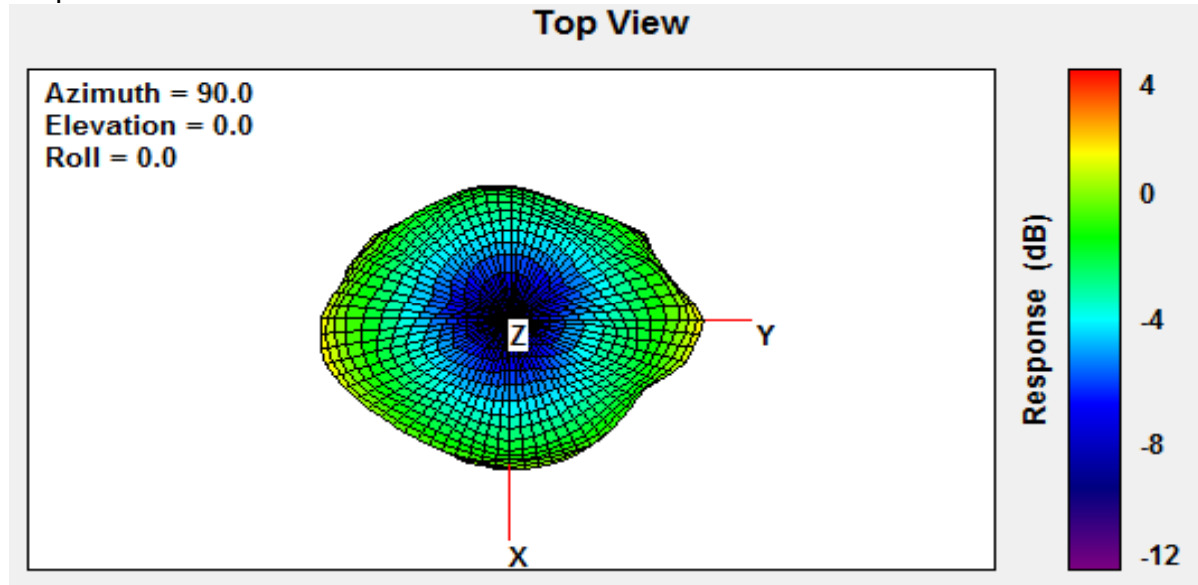 Top View
Azimuth = 90.0
Elevation = 0.0
Roll = 0.0
Z
Y
X
4
0
-4
-8
-12
Response (dB)